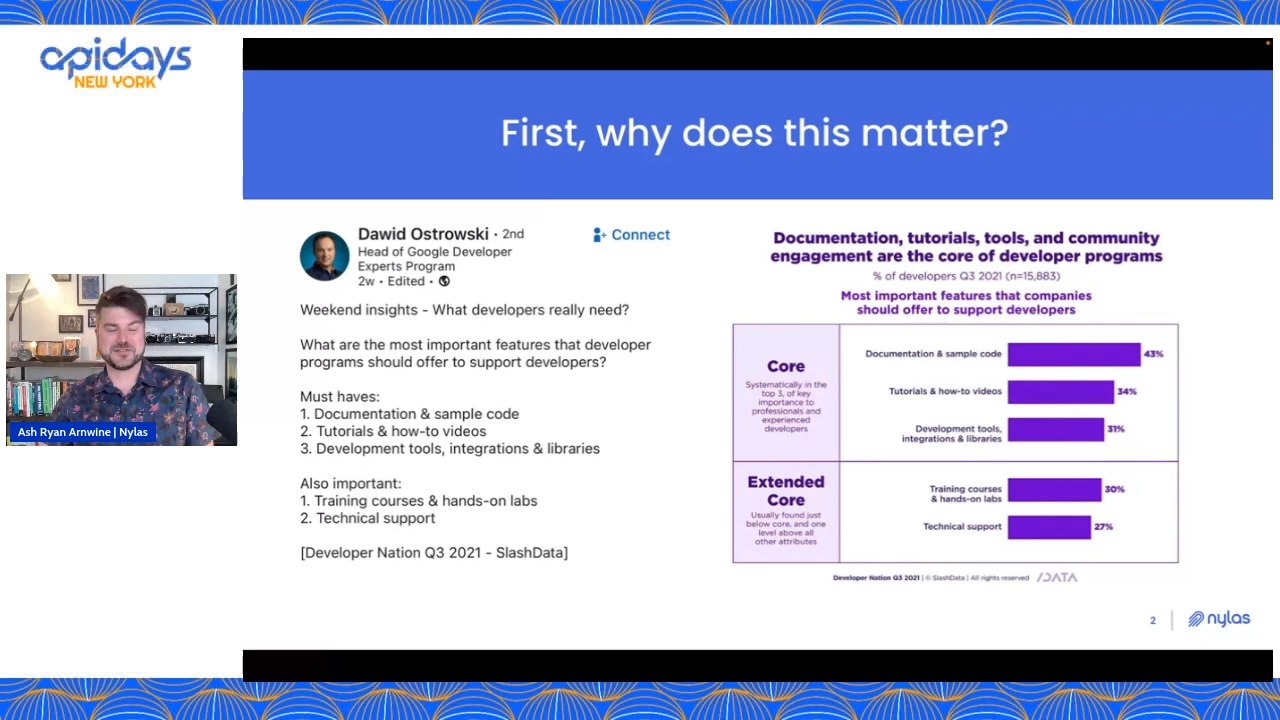 apidays
NEW YORK
First, why does this matter?
Dawid Ostrowski · 2nd
Connect
Head of Google Developer
Experts Program
2w • Edited •
Weekend insights - What developers really need?
What are the most important features that developer
programs should offer to support developers?
Must haves:
1. Documentation & sample code
2. Tutorials & how-to videos
3. Development tools, integrations & libraries
Also important:
1. Training courses & hands-on labs
2. Technical support
[Developer Nation Q3 2021 - SlashData]
Documentation, tutorials, tools, and community
engagement are the core of developer programs
% of developers Q3 2021 (n=15,883)
Most important features that companies
should offer to support developers
Core
Systematically in the
top 3, of key
importance to
professionals and
experienced
developers
Documentation & sample code 43%
Tutorials & how-to videos 34%
Development tools,
integrations & libraries 31%
Extended
Core
Usually found just
below core, and one
level above all
other attributes
Training courses
& hands-on labs 30%
Technical support 27%
Developer Nation Q3 2021 | © SlashData | All rights reserved /DATA
2 nylas
Ash Ryan Arnwine | Nylas